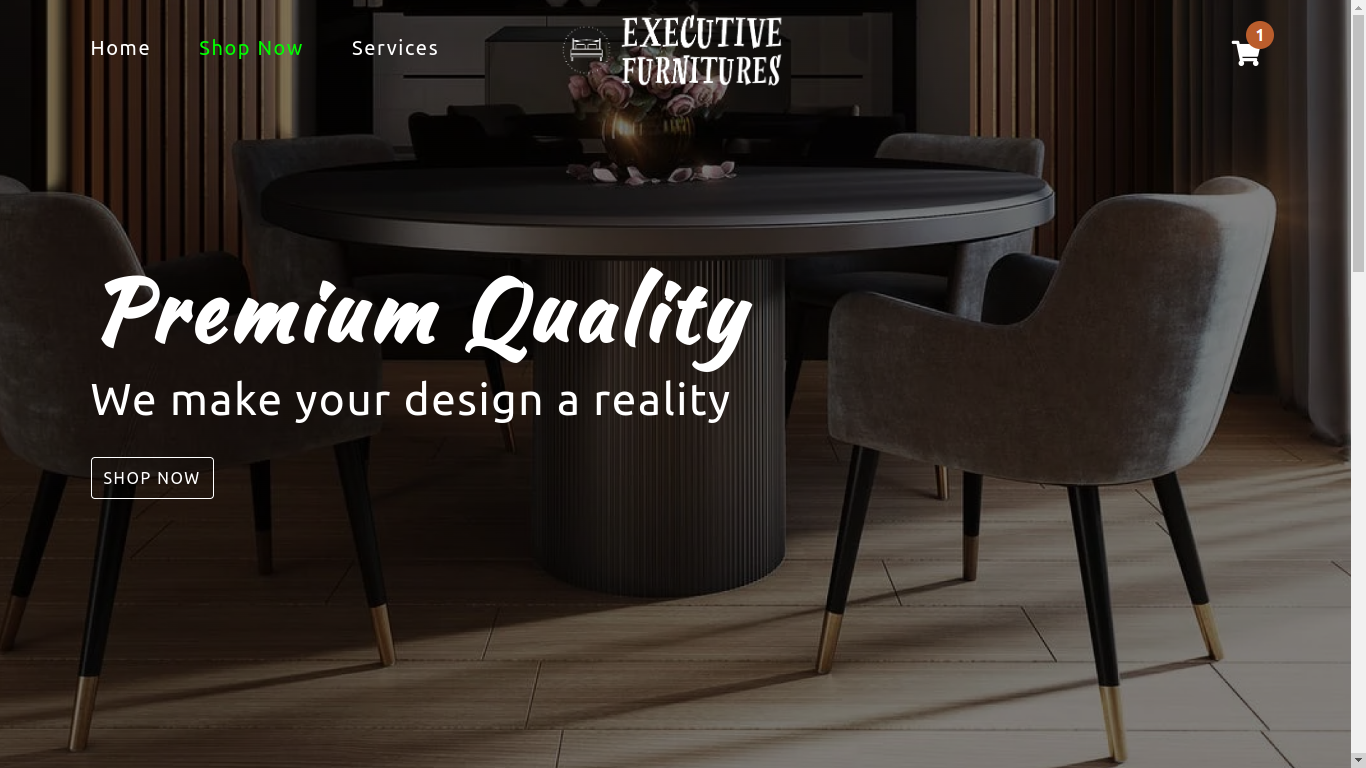 Home
Shop Now
Services
EXECUTIVE
FURNITURES
1
Premium Quality
We make your design a reality
SHOP NOW